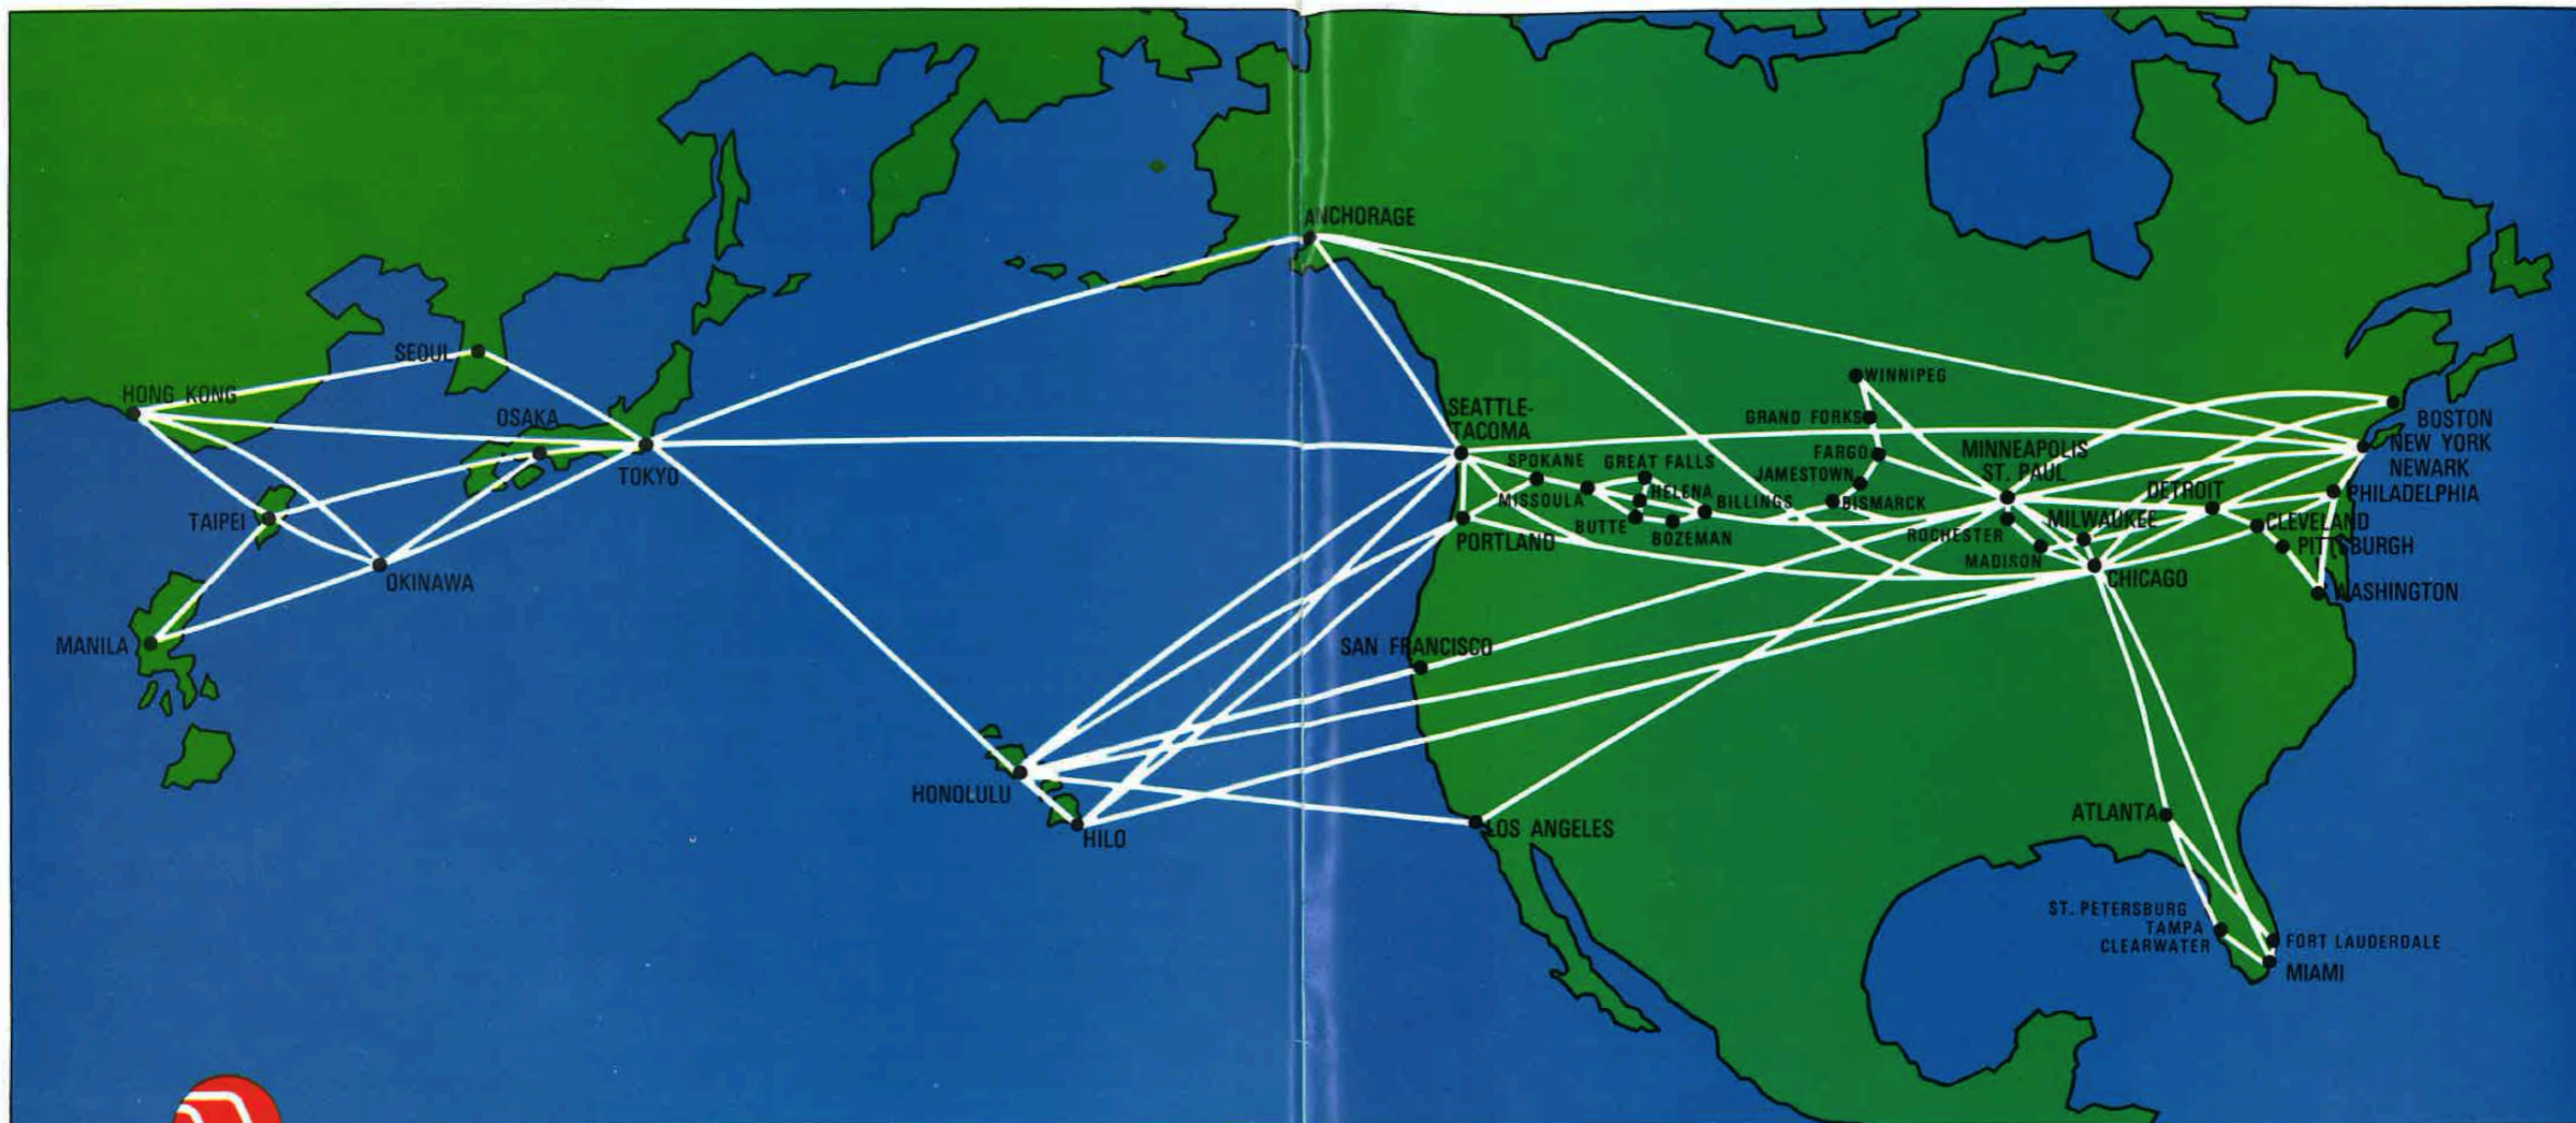 ANCHORAGE
SEOUL
HONG KONG
OSAKA
TOKYO
TAIPEI
OKINAWA
MANILA
HONOLULU
HILO
SEATTLE-
TACOMA
SPOKANE
GREAT FALLS
MISSOULA
HELENA
BILLINGS
BUTTE
BOZEMAN
PORTLAND
SAN FRANCISCO
LOS ANGELES
WINNIPEG
GRAND FORKS
FARGO
JAMESTOWN
BISMARCK
MINNEAPOLIS
ST. PAUL
ROCHESTER
MADISON
MILWAUKEE
CHICAGO
DETROIT
BOSTON
NEW YORK
NEWARK
PHILADELPHIA
CLEVELAND
PITTSBURGH
WASHINGTON
ATLANTA
ST. PETERSBURG
TAMPA
CLEARWATER
FORT LAUDERDALE
MIAMI